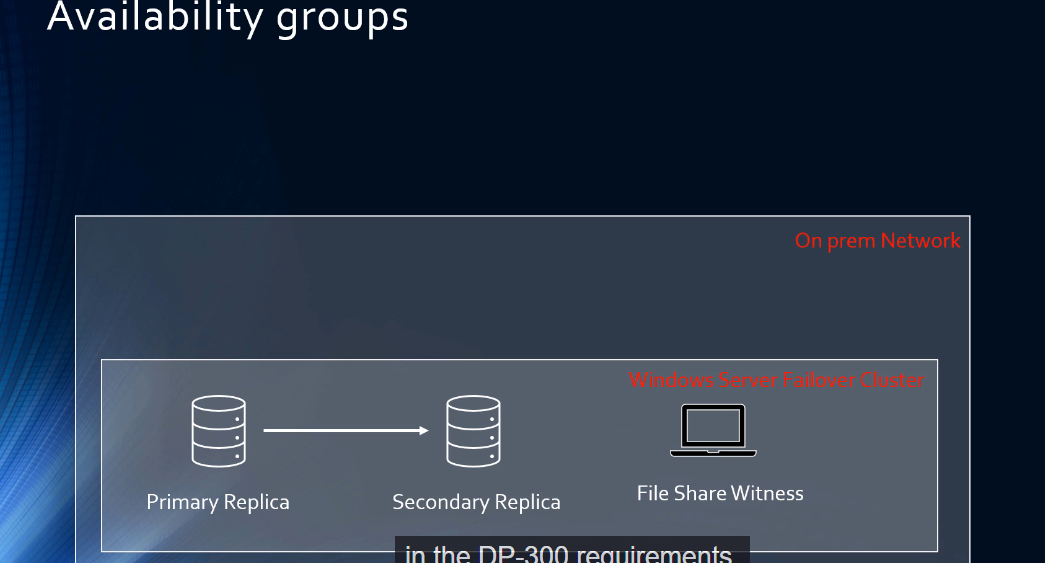 Availability groups
On prem Network
Windows Server Failover Cluster
Primary Replica
Secondary Replica
File Share Witness
in the DP-300 requirements